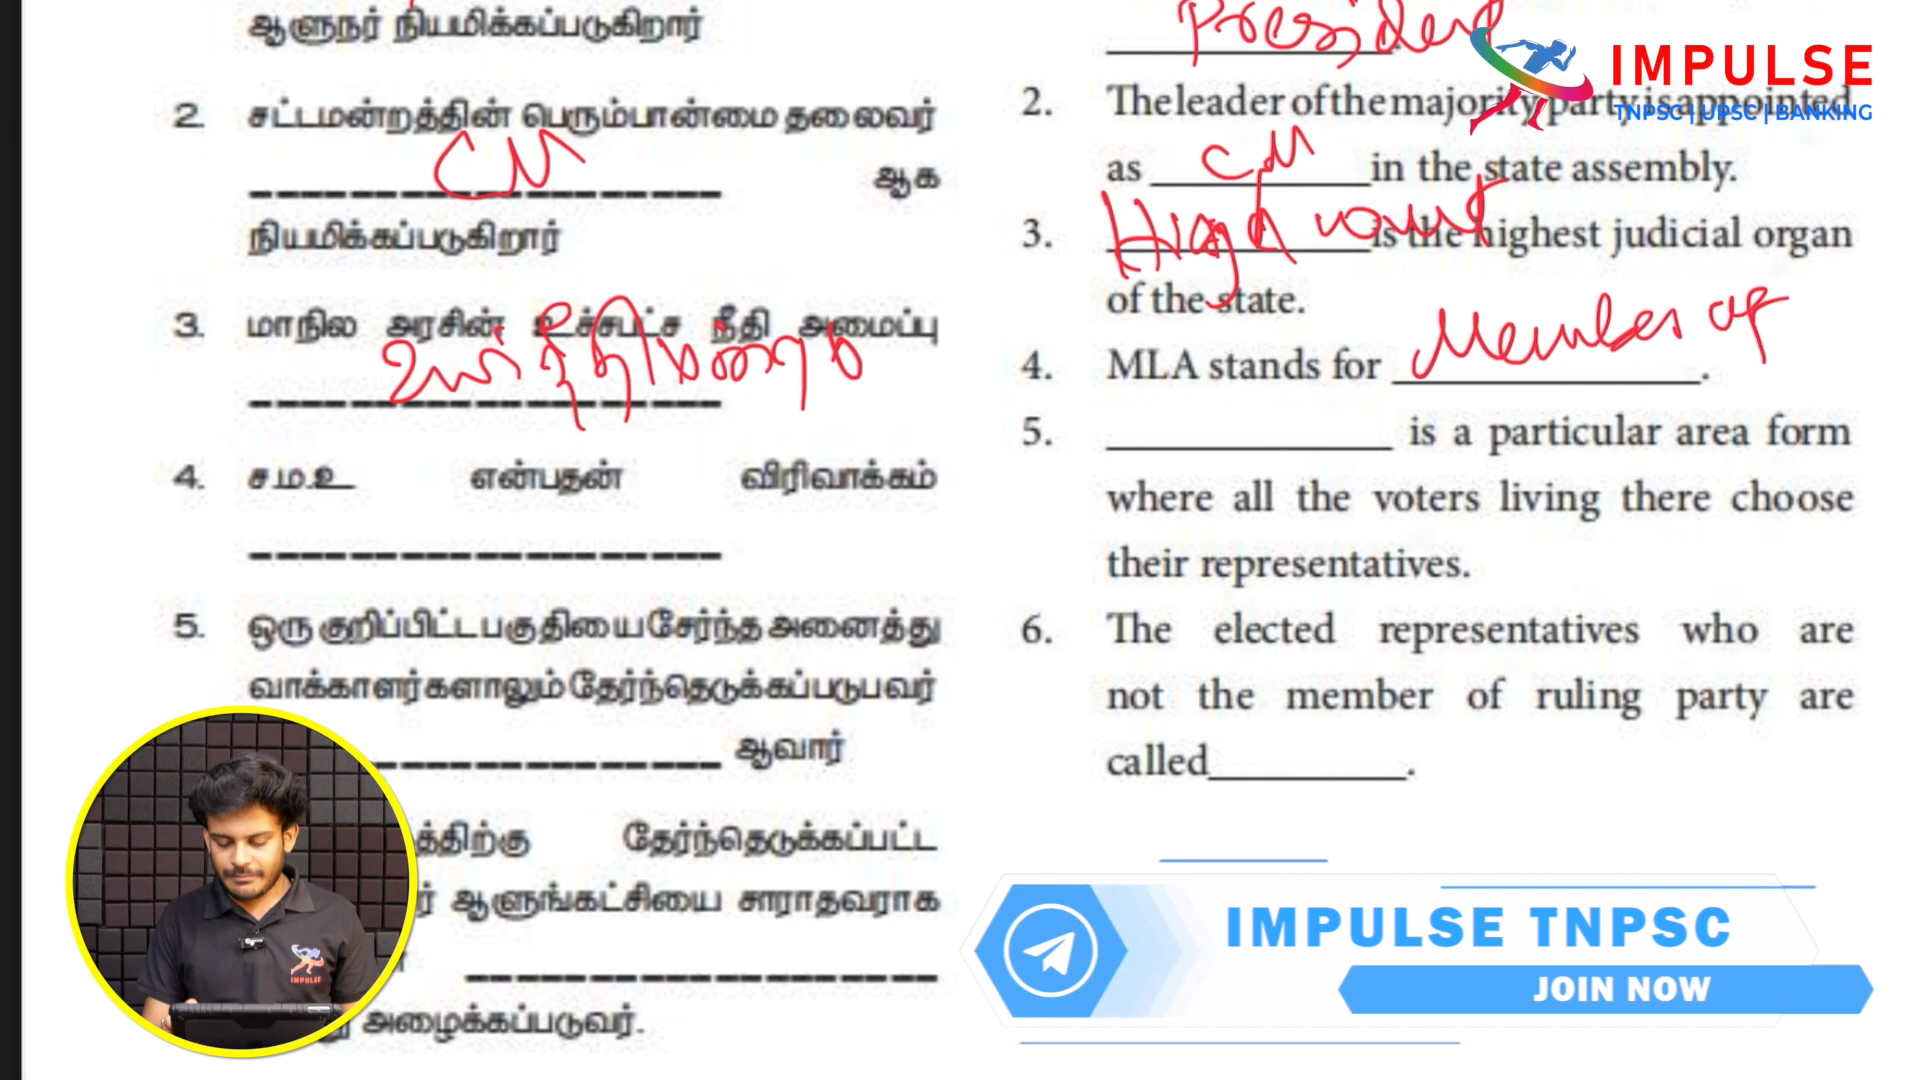 ஆளுநர் நியமிக்கப்படுகிறார்
2. சட்டமன்றத்தின் பெரும்பான்மை தலைவர்
CM
ஆக
நியமிக்கப்படுகிறார்
3. மாநில அரசின் உச்சபட்ச நீதி அமைப்பு
உயர்நீதிமன்றம்
4. ச.ம.உ என்பதன் விரிவாக்கம்
5. ஒரு குறிப்பிட்ட பகுதியை சேர்ந்த அனைத்து
வாக்காளர்களாலும் தேர்ந்தெடுக்கப்படுபவர்
ஆவார்
த்திற்கு தேர்ந்தெடுக்கப்பட்ட
ர் ஆளுங்கட்சியை சாராதவராக
அழைக்கப்படுவர்.
President
2. The leader of the majority party is appointed
as CM in the state assembly.
3. High court is the highest judicial organ
of the state.
4. MLA stands for Member of.
5. is a particular area form
where all the voters living there choose
their representatives.
6. The elected representatives who are
not the member of ruling party are
called.
IMPULSE
TNPSC | UPSC | BANKING
IMPULSE
IMPULSE TNPSC
JOIN NOW